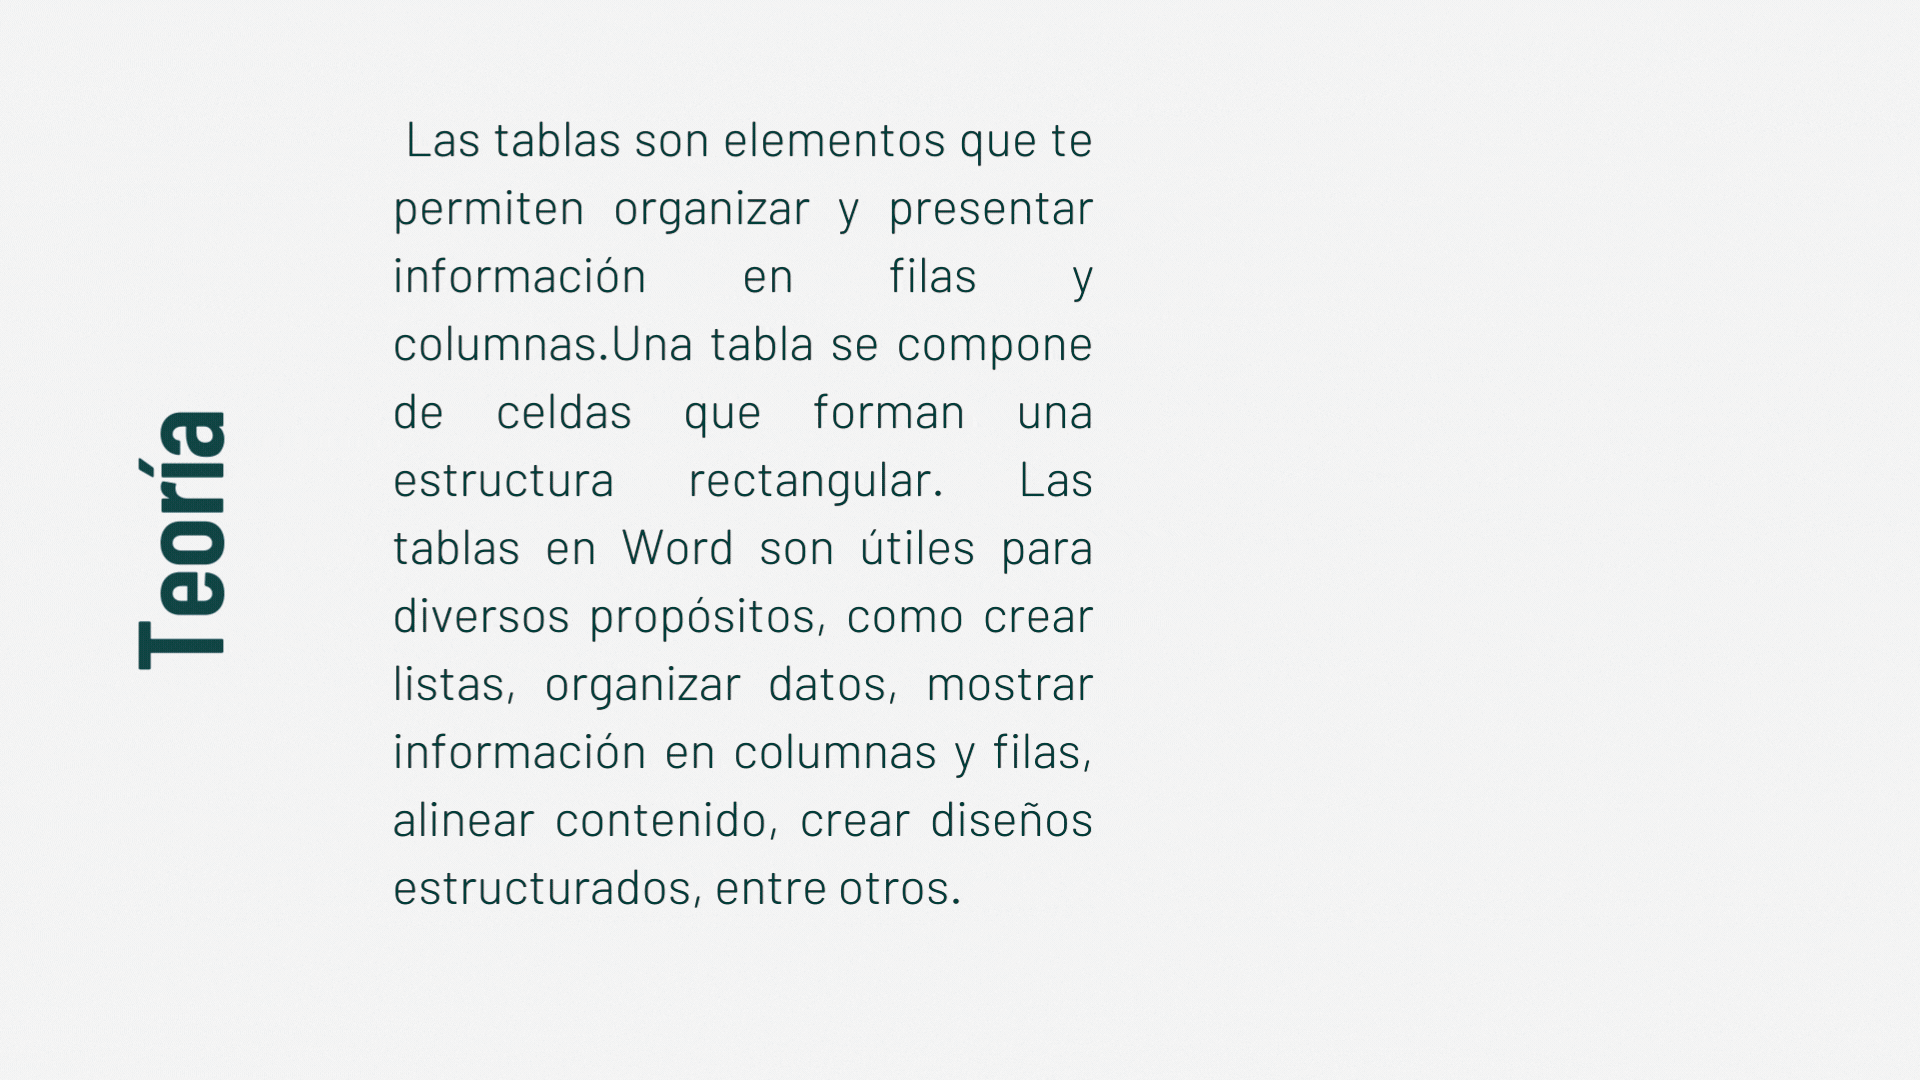 Teoría
Las tablas son elementos que te
permiten organizar y presentar
información en filas y
columnas.Una tabla se compone
de celdas que forman una
estructura rectangular. Las
tablas en Word son útiles para
diversos propósitos, como crear
listas, organizar datos, mostrar
información en columnas y filas,
alinear contenido, crear diseños
estructurados, entre otros.